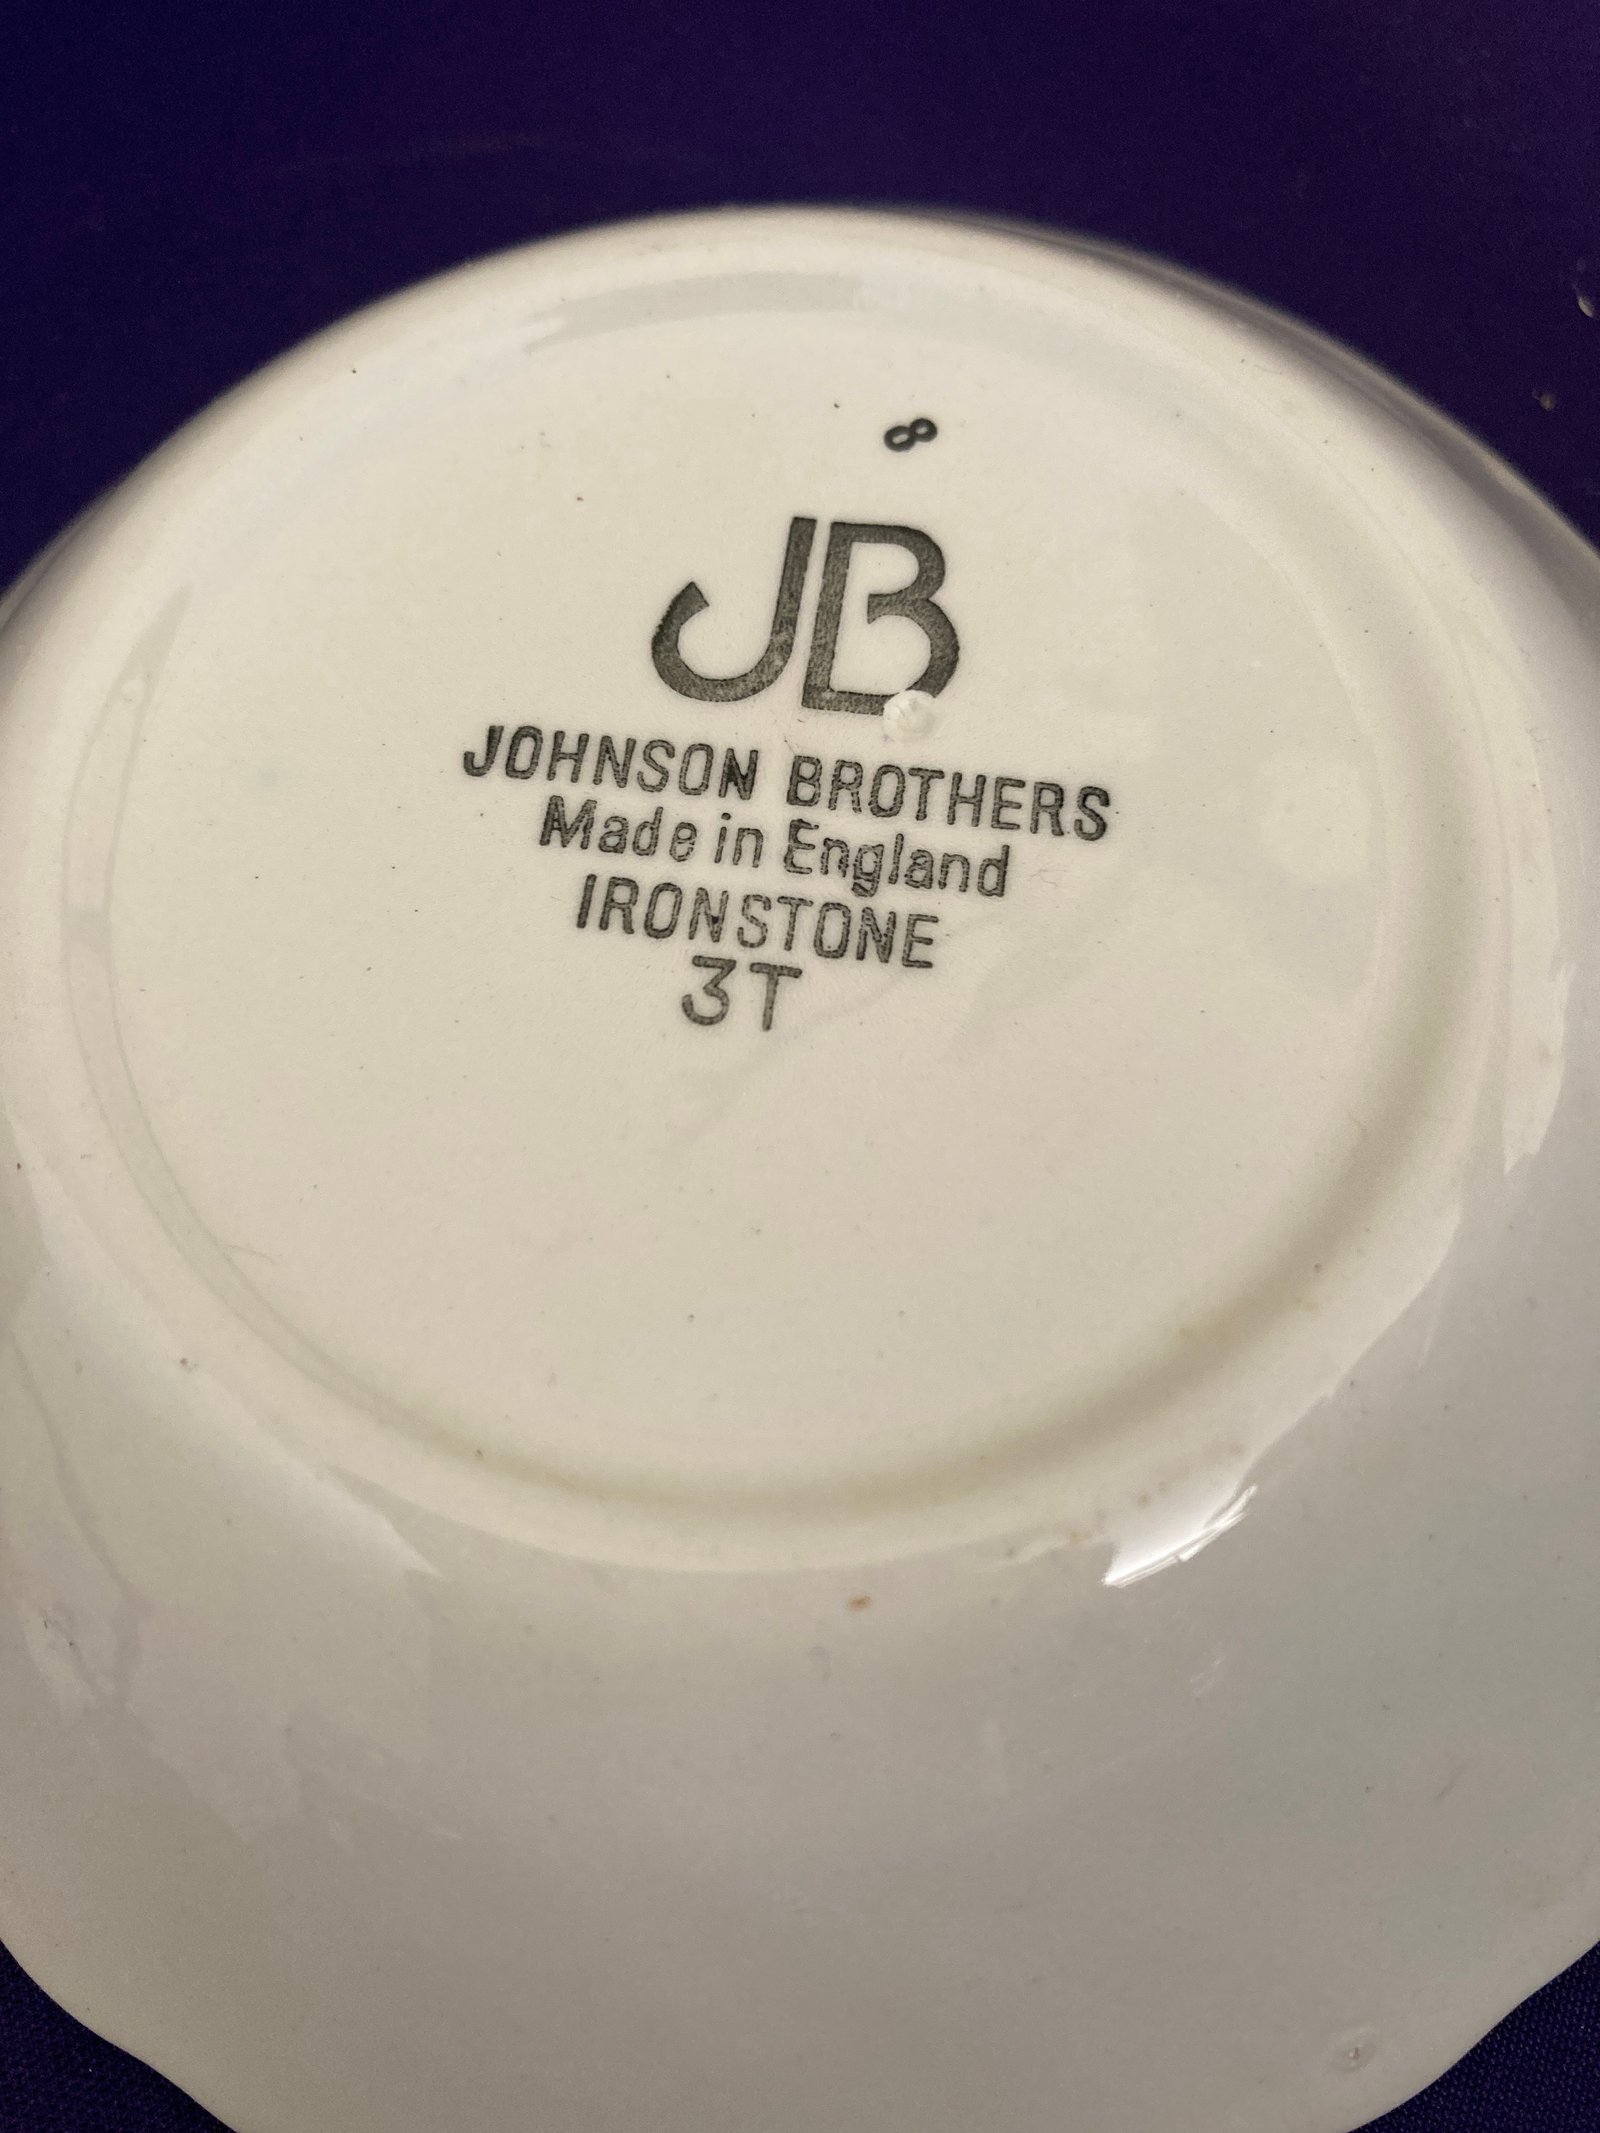 8
JB
JOHNSON BROTHERS
Made in England
IRONSTONE
3T